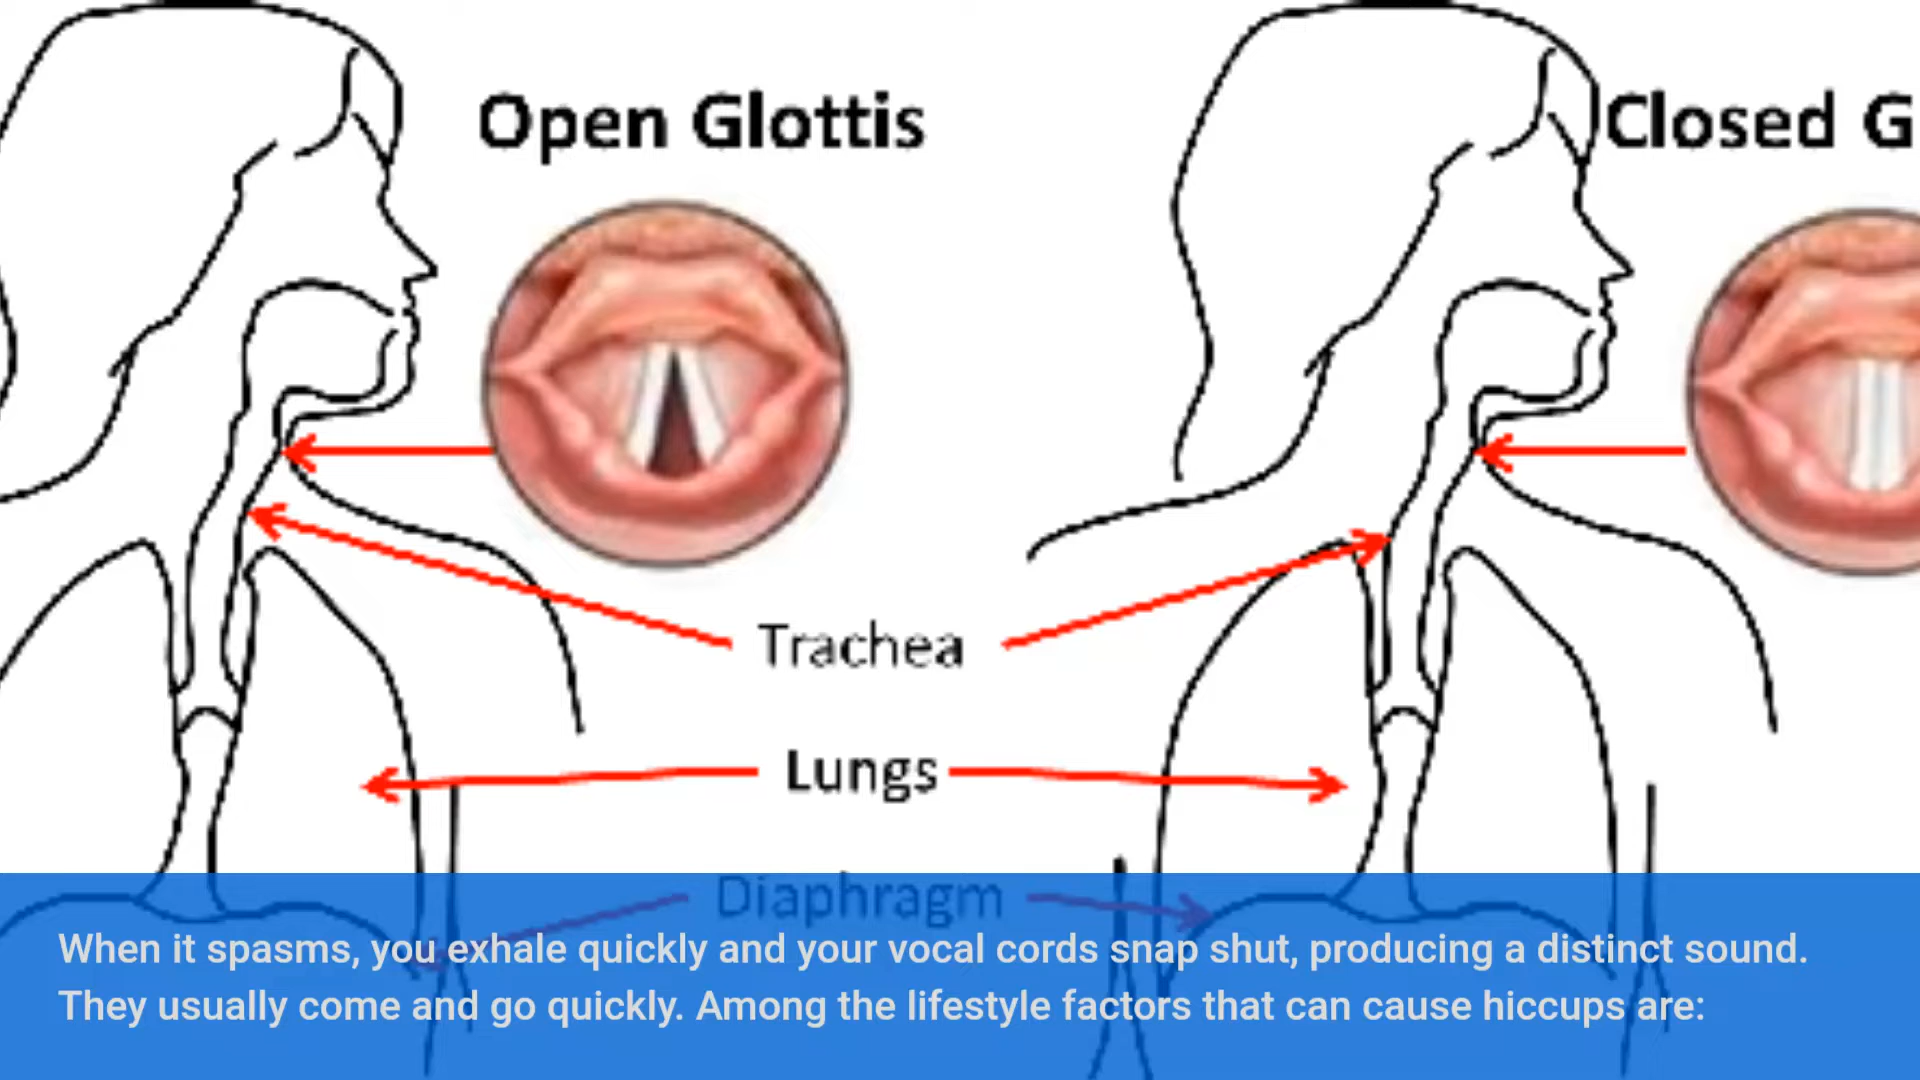 Open Glottis
Closed G
Trachea
Lungs
Diaphragm
When it spasms, you exhale quickly and your vocal cords snap shut, producing a distinct sound.
They usually come and go quickly. Among the lifestyle factors that can cause hiccups are: